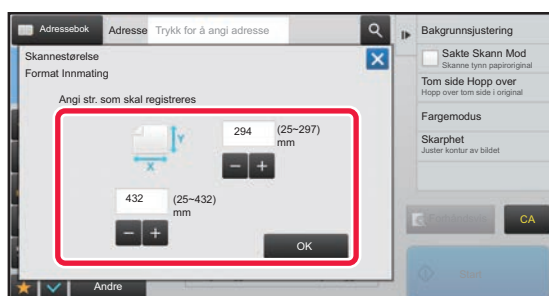 Adressebok
Adresse
Trykk for å angi adresse
Skannestørelse
Format Innmating
Angi str. som skal registreres
Y
X
294
(25~297)
mm
432
(25~432)
mm
OK
Andre
Bakgrunnsjustering
Sakte Skann Mod
Skanne tynn papiroriginal
Tom side Hopp over
Hopp over tom side i original
Fargemodus
Skarphet
Juster kontur av bildet
CA
Start